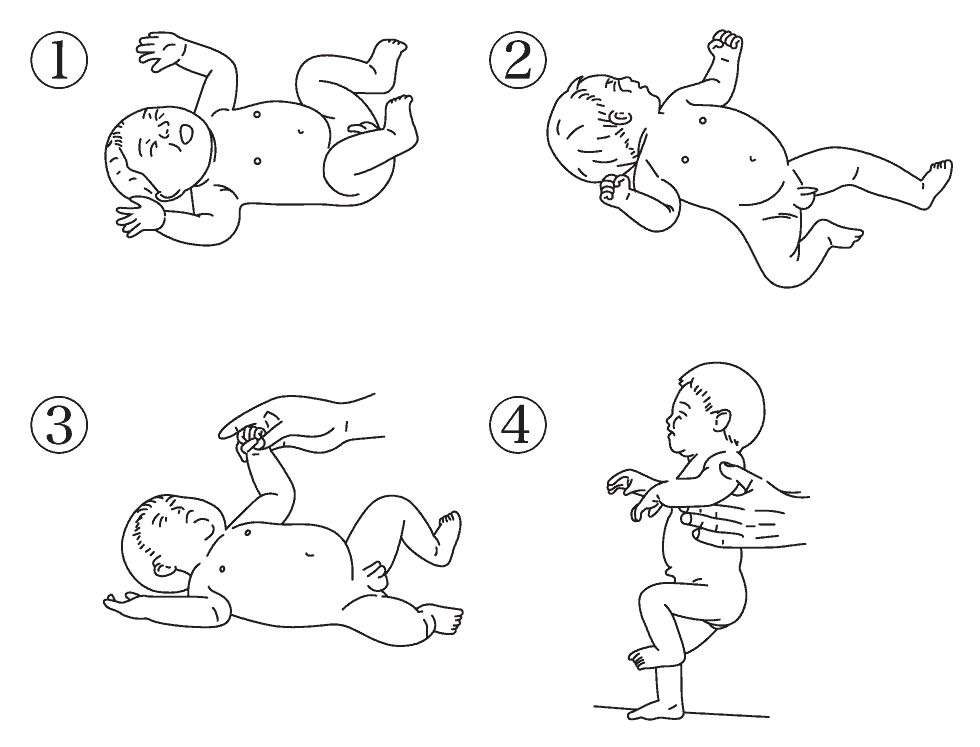 ①
②
③
④